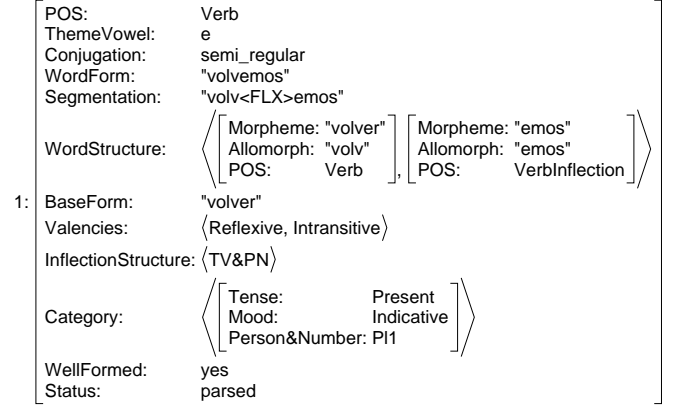 POS: Verb
ThemeVowel: e
Conjugation: semi_regular
WordForm: "volvemos"
Segmentation: "volv<FLX>emos"
WordStructure: ⟨[Morpheme: "volver" Allomorph: "volv" POS: Verb], [Morpheme: "emos" Allomorph: "emos" POS: VerbInflection]⟩
1: BaseForm: "volver"
Valencies: ⟨Reflexive, Intransitive⟩
InflectionStructure: ⟨TV&PN⟩
Category: ⟨[Tense: Present Mood: Indicative Person&Number: Pl1]⟩
WellFormed: yes
Status: parsed